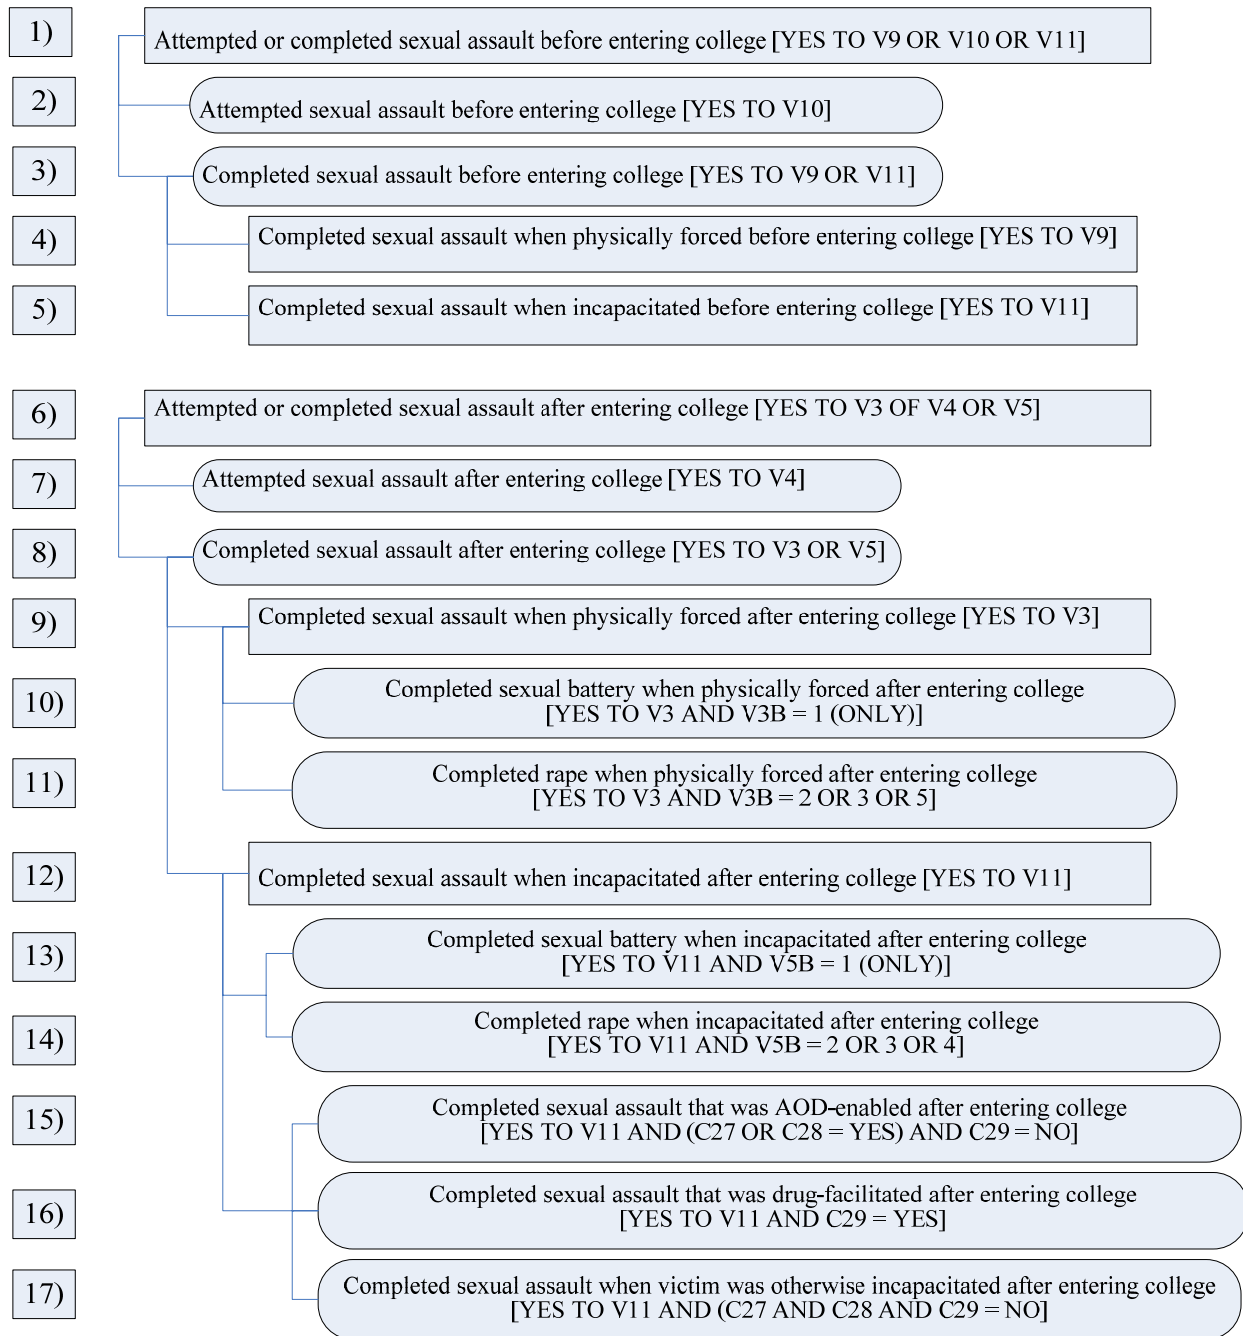 1)
Attempted or completed sexual assault before entering college [YES TO V9 OR V10 OR V11]
2)
Attempted sexual assault before entering college [YES TO V10]
3)
Completed sexual assault before entering college [YES TO V9 OR V11]
4)
Completed sexual assault when physically forced before entering college [YES TO V9]
5)
Completed sexual assault when incapacitated before entering college [YES TO V11]
6)
Attempted or completed sexual assault after entering college [YES TO V3 OF V4 OR V5]
7)
Attempted sexual assault after entering college [YES TO V4]
8)
Completed sexual assault after entering college [YES TO V3 OR V5]
9)
Completed sexual assault when physically forced after entering college [YES TO V3]
10)
Completed sexual battery when physically forced after entering college
[YES TO V3 AND V3B = 1 (ONLY)]
11)
Completed rape when physically forced after entering college
[YES TO V3 AND V3B = 2 OR 3 OR 5]
12)
Completed sexual assault when incapacitated after entering college [YES TO V11]
13)
Completed sexual battery when incapacitated after entering college
[YES TO V11 AND V5B = 1 (ONLY)]
14)
Completed rape when incapacitated after entering college
[YES TO V11 AND V5B = 2 OR 3 OR 4]
15)
Completed sexual assault that was AOD-enabled after entering college
[YES TO V11 AND (C27 OR C28 = YES) AND C29 = NO]
16)
Completed sexual assault that was drug-facilitated after entering college
[YES TO V11 AND C29 = YES]
17)
Completed sexual assault when victim was otherwise incapacitated after entering college
[YES TO V11 AND (C27 AND C28 AND C29 = NO]